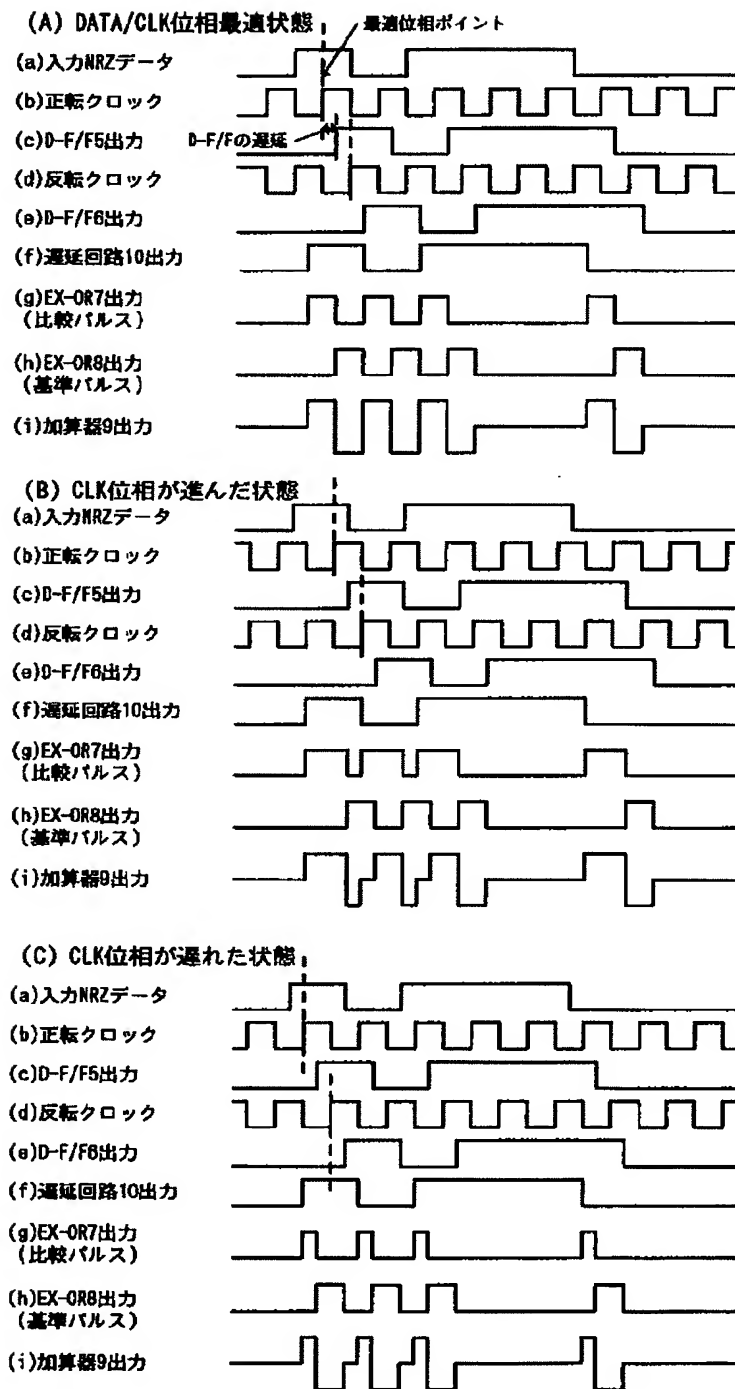 (A) DATA/CLK位相最適状態
最適位相ポイント
(a)入力NRZデータ
(b)正転クロック
(c)D-F/F5出力
D-F/Fの遅延
(d)反転クロック
(e)D-F/F6出力
(f)遅延回路10出力
(g)EX-OR7出力
(比較パルス)
(h)EX-OR8出力
(基準パルス)
(i)加算器9出力
(B) CLK位相が進んだ状態
(a)入力NRZデータ
(b)正転クロック
(c)D-F/F5出力
(d)反転クロック
(e)D-F/F6出力
(f)遅延回路10出力
(g)EX-OR7出力
(比較パルス)
(h)EX-OR8出力
(基準パルス)
(i)加算器9出力
(C) CLK位相が遅れた状態
(a)入力NRZデータ
(b)正転クロック
(c)D-F/F5出力
(d)反転クロック
(e)D-F/F6出力
(f)遅延回路10出力
(g)EX-OR7出力
(比較パルス)
(h)EX-OR8出力
(基準パルス)
(i)加算器9出力